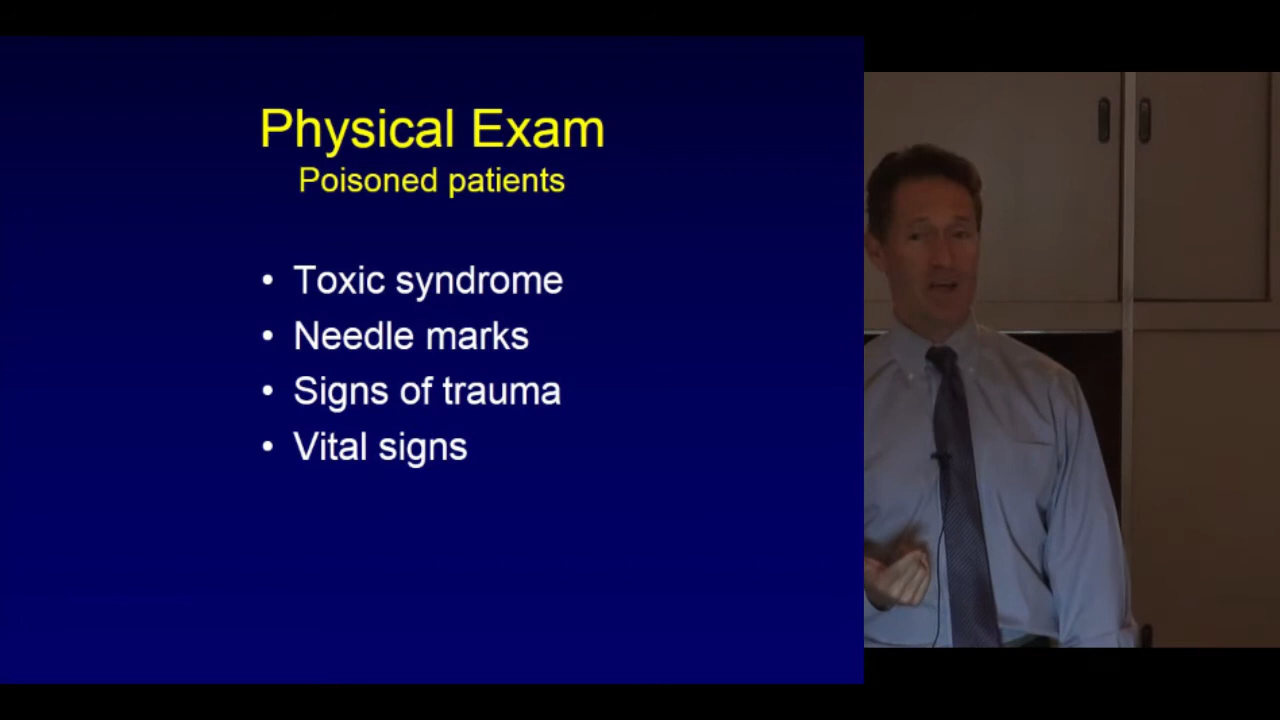 Physical Exam
Poisoned patients
• Toxic syndrome
• Needle marks
• Signs of trauma
• Vital signs